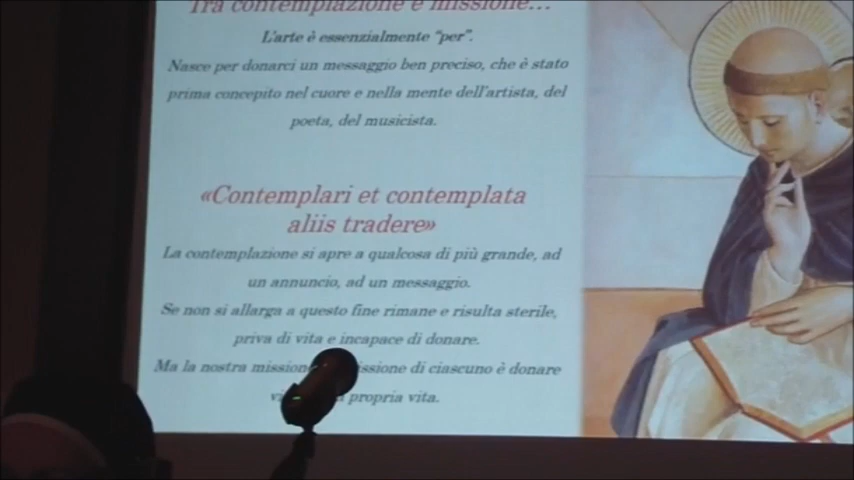 Tra contemplazione e missione...
L'arte è essenzialmente "per".
Nasce per donarci un messaggio ben preciso, che è stato
prima concepito nel cuore e nella mente dell'artista, del
poeta, del musicista.
«Contemplari et contemplata
aliis tradere»
La contemplazione si apre a qualcosa di più grande, ad
un annuncio, ad un messaggio.
Se non si allarga a questo fine rimane e risulta sterile,
priva di vita e incapace di donare.
Ma la nostra missione di ciascuno è donare
propria vita.